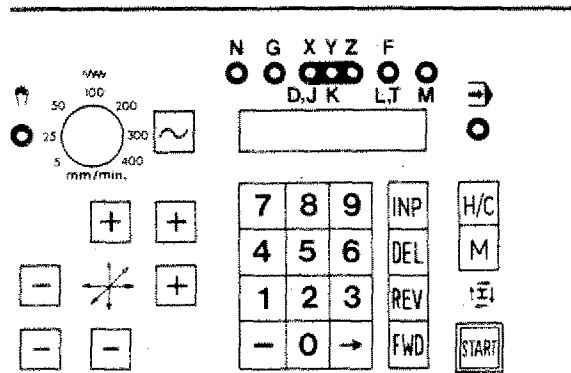 N G X Y Z F
D,J K L,T M
50 100 200
25 300
5 400
mm/min.
+ +
- +
- -
7 8 9 INP H/C
4 5 6 DEL M
1 2 3 REV
- 0 → FWD START